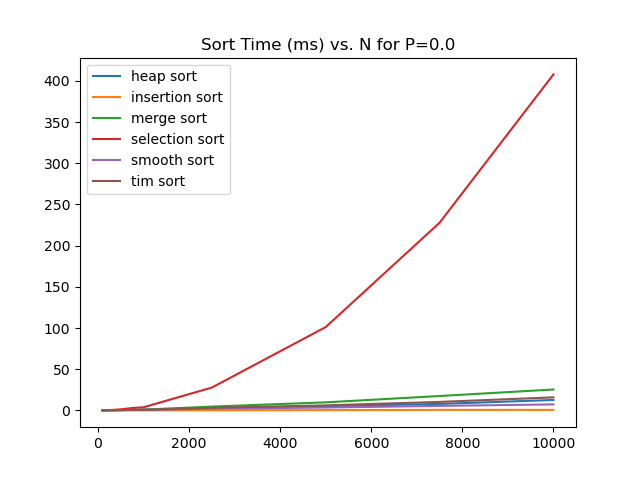 Sort Time (ms) vs. N for P=0.0
heap sort
insertion sort
merge sort
selection sort
smooth sort
tim sort
400
350
300
250
200
150
100
50
0
0 2000 4000 6000 8000 10000